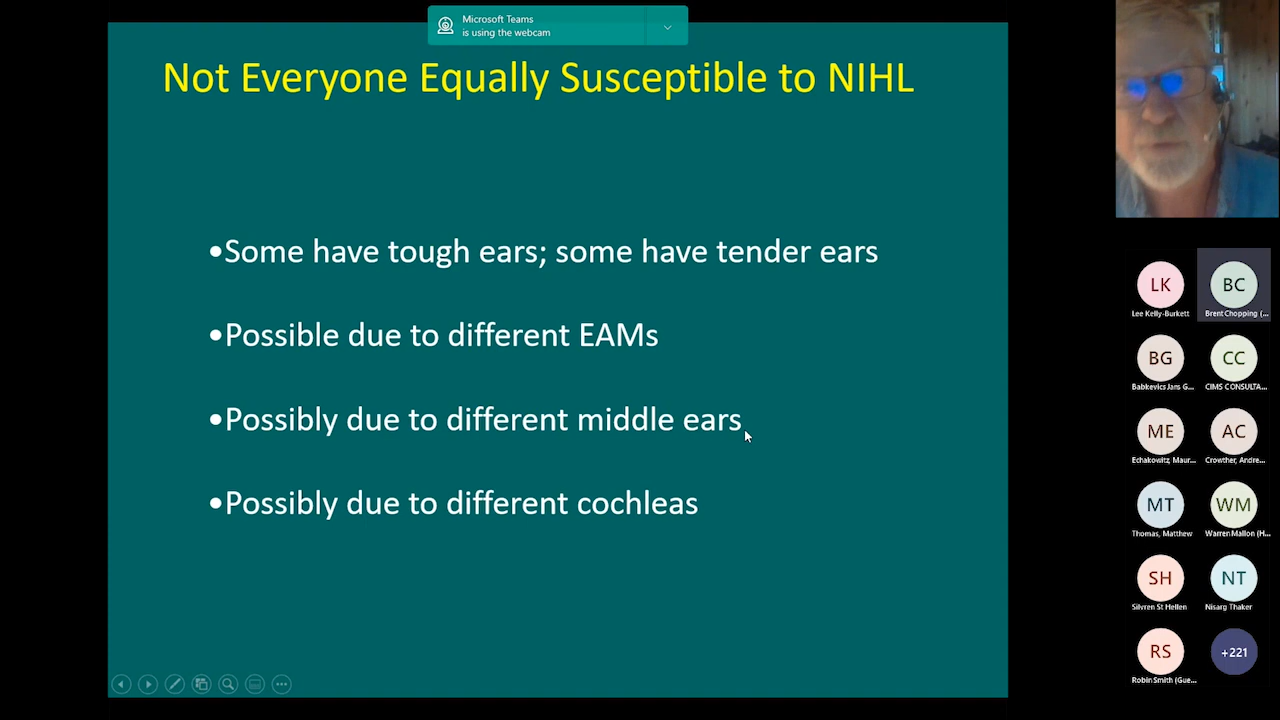 Microsoft Teams
is using the webcam
Not Everyone Equally Susceptible to NIHL
•Some have tough ears; some have tender ears
•Possible due to different EAMs
•Possibly due to different middle ears
•Possibly due to different cochleas
LK
BC
Lee Kelly-Burkett
Brent Chopping (...
BG
CC
Babkevics Jans G...
CIMS CONSULTA...
ME
AC
Echakowitz, Maur...
Crowther, Andre...
MT
WM
Thomas, Matthew
Warren Mallon (H...
SH
NT
Silvren St Hellen
Nisarg Thaker
RS
+221
Robin Smith (Gue...